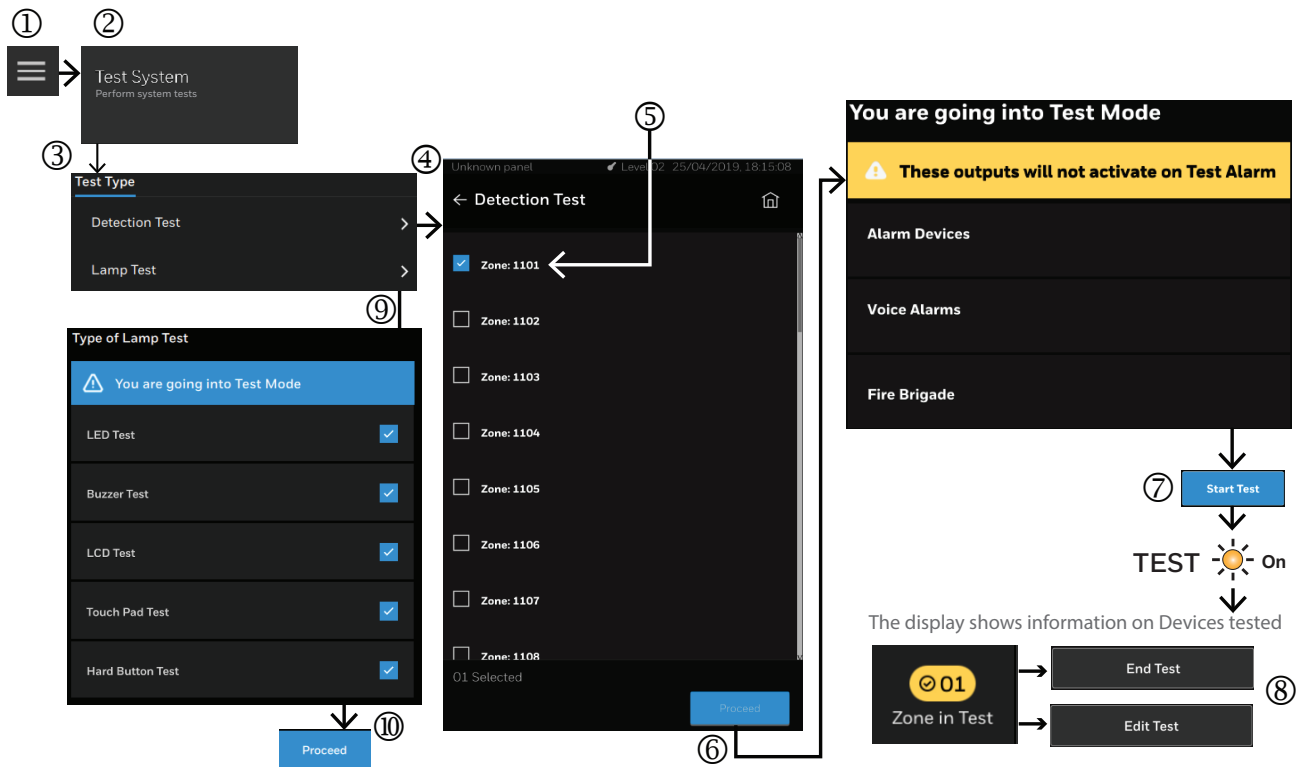 ①
②
Test System
Perform system tests
③
Test Type
Detection Test
Lamp Test
⑨
Type of Lamp Test
You are going into Test Mode
LED Test
Buzzer Test
LCD Test
Touch Pad Test
Hard Button Test
⑩
Proceed
④
⑤
Unknown panel Level 02 25/04/2019, 18:15:08
Detection Test
Zone: 1101
Zone: 1102
Zone: 1103
Zone: 1104
Zone: 1105
Zone: 1106
Zone: 1107
Zone: 1108
01 Selected
Proceed
⑥
You are going into Test Mode
These outputs will not activate on Test Alarm
Alarm Devices
Voice Alarms
Fire Brigade
⑦
Start Test
TEST On
The display shows information on Devices tested
01
Zone in Test
End Test
Edit Test
⑧